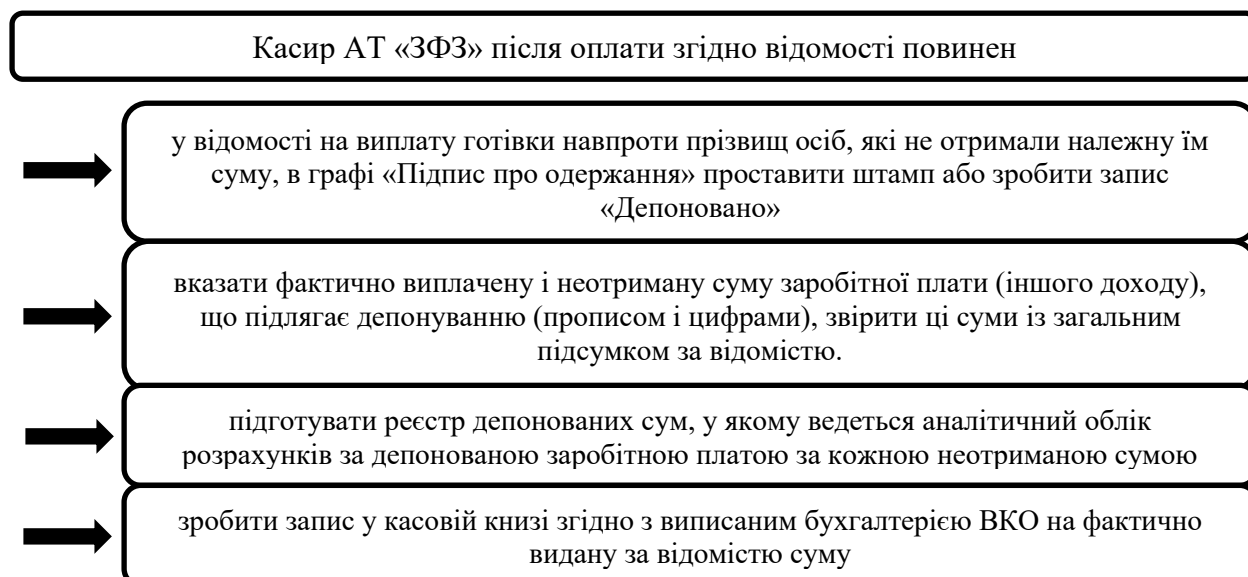 Касир АТ «ЗФЗ» після оплати згідно відомості повинен
у відомості на виплату готівки навпроти прізвищ осіб, які не отримали належну їм
суму, в графі «Підпис про одержання» проставити штамп або зробити запис
«Депоновано»
вказати фактично виплачену і неотриману суму заробітної плати (іншого доходу),
що підлягає депонуванню (прописом і цифрами), звірити ці суми із загальним
підсумком за відомістю.
підготувати реєстр депонованих сум, у якому ведеться аналітичний облік
розрахунків за депонованою заробітною платою за кожною неотриманою сумою
зробити запис у касовій книзі згідно з виписаним бухгалтерією ВКО на фактично
видану за відомістю суму